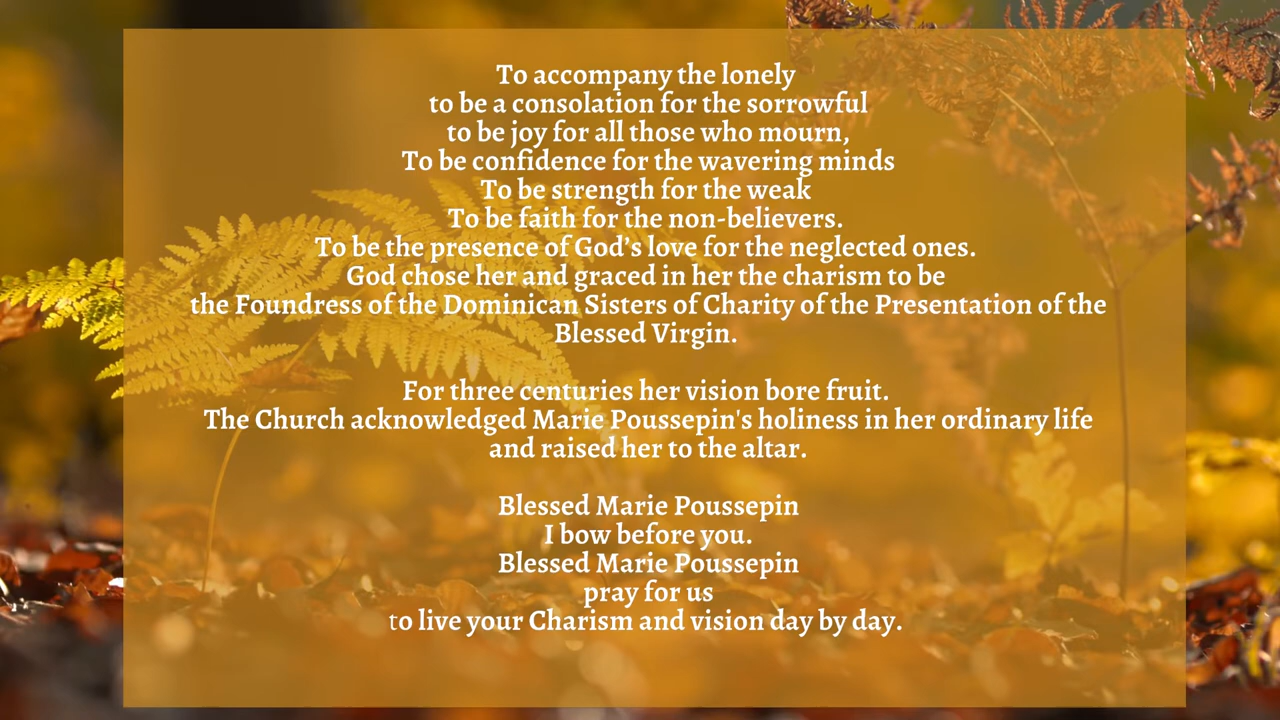 To accompany the lonely
to be a consolation for the sorrowful
to be joy for all those who mourn,
To be confidence for the wavering minds
To be strength for the weak
To be faith for the non-believers.
To be the presence of God’s love for the neglected ones.
God chose her and graced in her the charism to be
the Foundress of the Dominican Sisters of Charity of the Presentation of the
Blessed Virgin.
For three centuries her vision bore fruit.
The Church acknowledged Marie Poussepin's holiness in her ordinary life
and raised her to the altar.
Blessed Marie Poussepin
I bow before you.
Blessed Marie Poussepin
pray for us
to live your Charism and vision day by day.